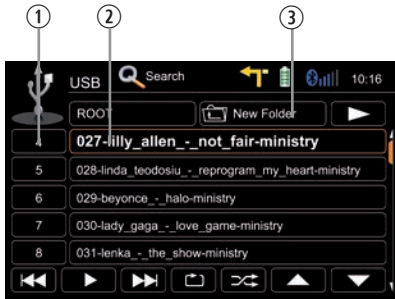 1 2 3
USB Search 10:16
ROOT New Folder
4 027-lilly_allen_-_not_fair-ministry
5 028-linda_teodosiu_-_reprogram_my_heart-ministry
6 029-beyonce_-_halo-ministry
7 030-lady_gaga_-_love_game-ministry
8 031-lenka_-_the_show-ministry